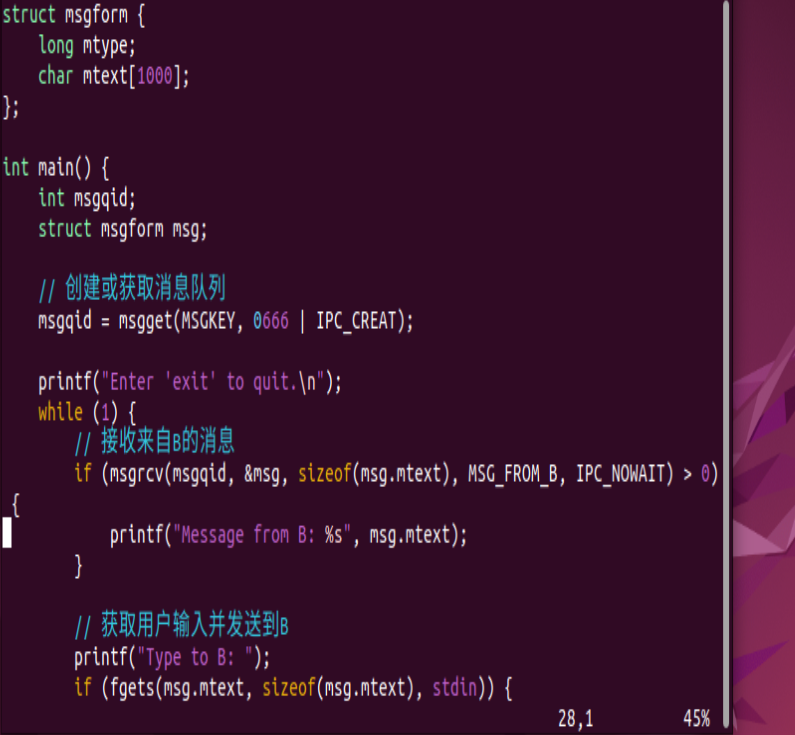 struct msgform {
    long mtype;
    char mtext[1000];
};

int main() {
    int msgqid;
    struct msgform msg;

    // 创建或获取消息队列
    msgqid = msgget(MSGKEY, 0666 | IPC_CREAT);

    printf("Enter 'exit' to quit.\n");
    while (1) {
        // 接收来自B的消息
        if (msgrcv(msgqid, &msg, sizeof(msg.mtext), MSG_FROM_B, IPC_NOWAIT) > 0)
 {
            printf("Message from B: %s", msg.mtext);
        }

        // 获取用户输入并发送到B
        printf("Type to B: ");
        if (fgets(msg.mtext, sizeof(msg.mtext), stdin)) {
28,1 45%